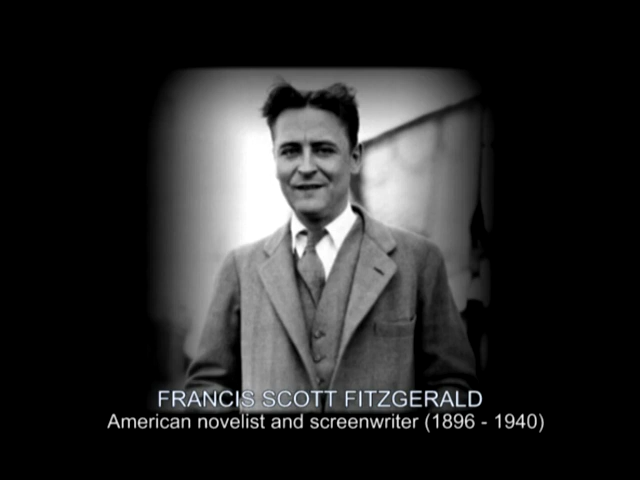 FRANCIS SCOTT FITZGERALD
American novelist and screenwriter (1896 - 1940)